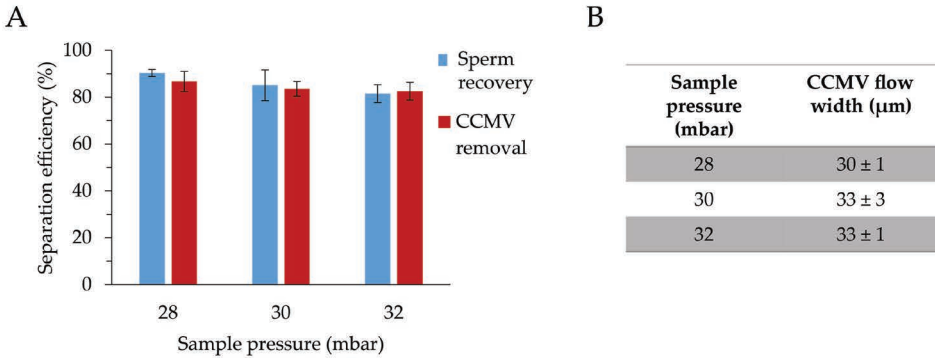 A
100
80
60
40
20
0
Separation efficiency (%)
28
30
32
Sample pressure (mbar)
Sperm
recovery
CCMV
removal
B
Sample
pressure
(mbar)
CCMV flow
width (μm)
28
30 ± 1
30
33 ± 3
32
33 ± 1